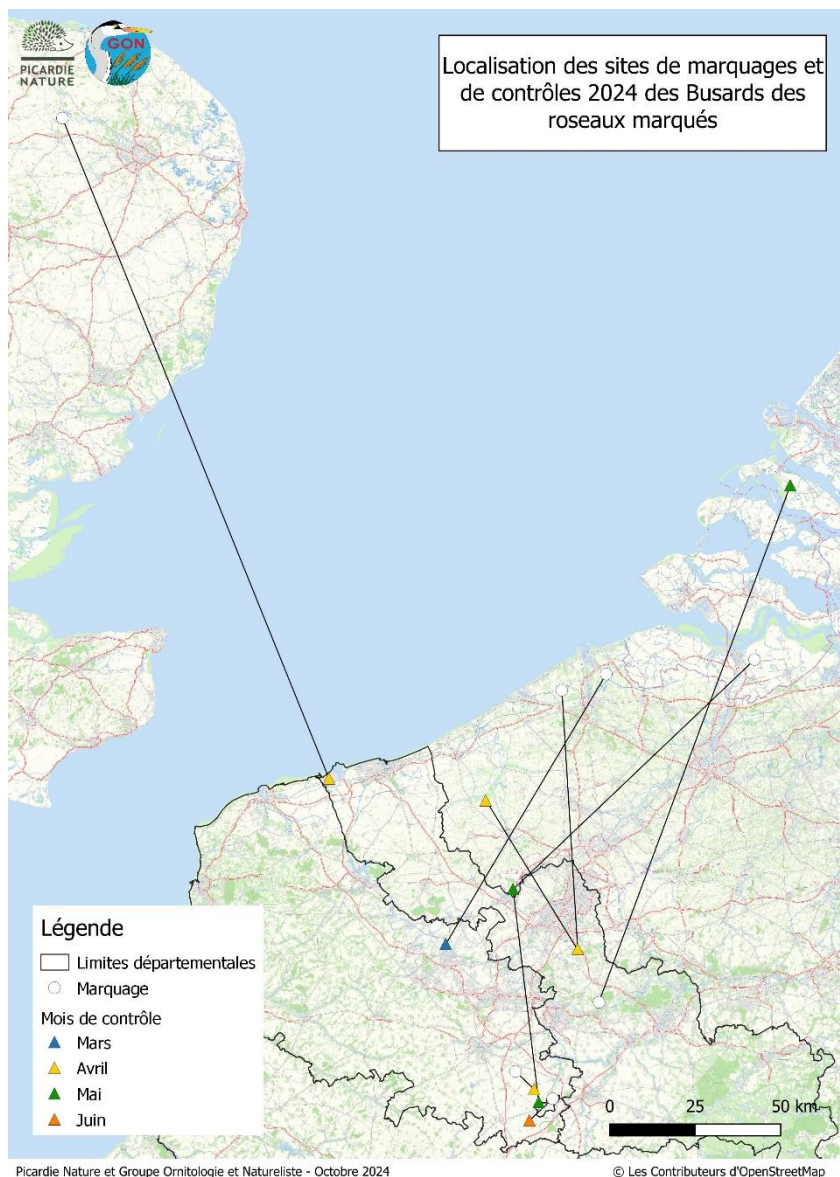 PICARDIE
NATURE
GON
Localisation des sites de marquages et
de contrôles 2024 des Busards des
roseaux marqués
Légende
Limites départementales
Marquage
Mois de contrôle
Mars
Avril
Mai
Juin
0 25 50 km
Picardie Nature et Groupe Ornitologie et Natureliste - Octobre 2024
© Les Contributeurs d'OpenStreetMap